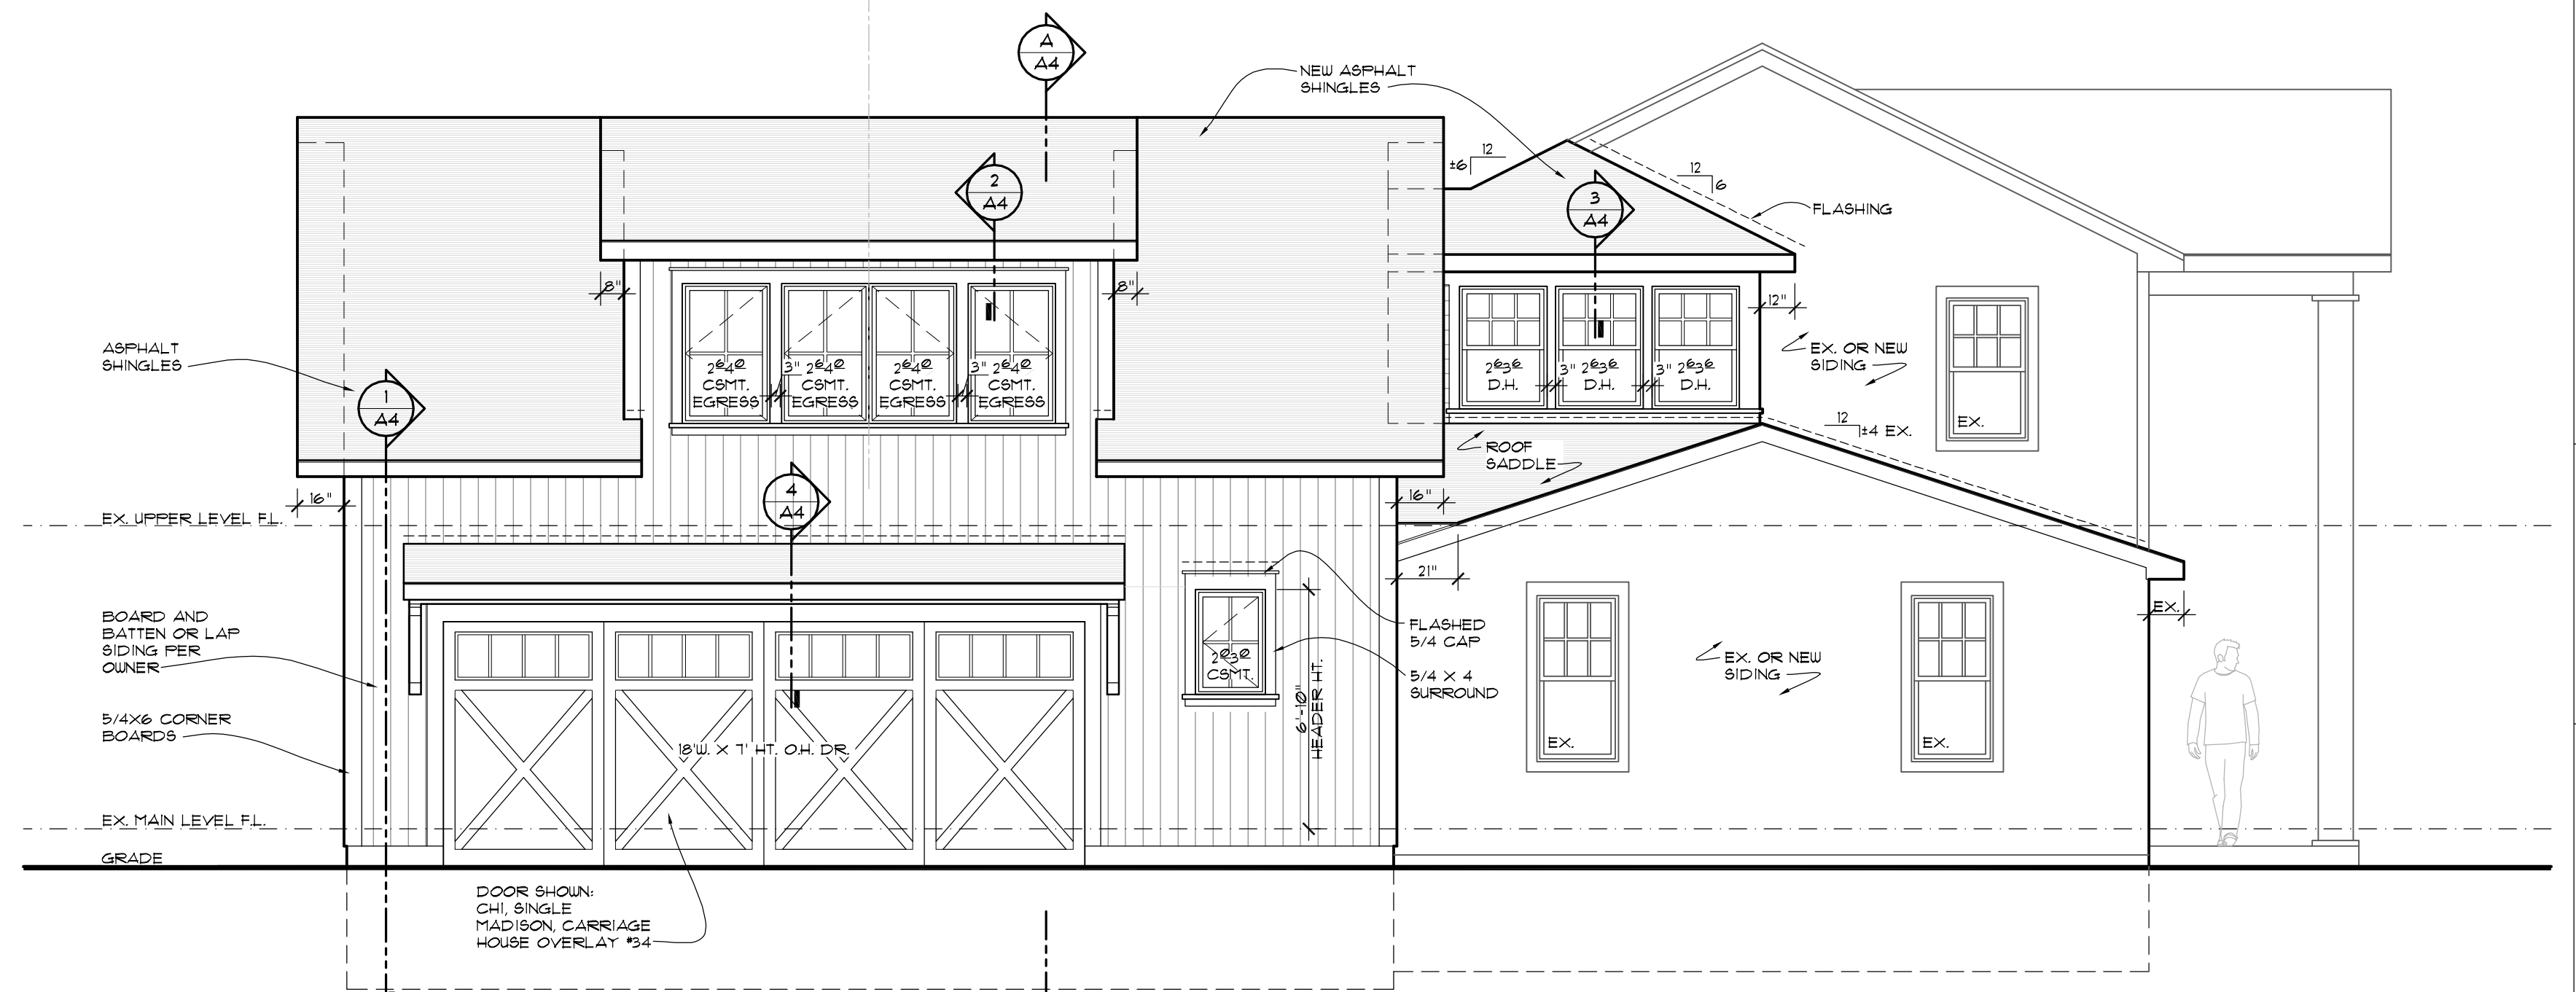 A
A4
NEW ASPHALT
SHINGLES
12
±6
12
6
2
A4
3
A4
FLASHING
8"
8"
12"
ASPHALT
SHINGLES
EX. OR NEW
SIDING
2⁶4⁰
CSMT.
EGRESS
3"
2⁶4⁰
CSMT.
EGRESS
2⁶4⁰
CSMT.
EGRESS
3"
2⁶4⁰
CSMT.
EGRESS
2⁶3⁶
D.H.
3"
2⁶3⁶
D.H.
3"
2⁶3⁶
D.H.
1
A4
EX.
12
±4 EX.
ROOF
SADDLE
4
A4
16"
16"
EX. UPPER LEVEL F.L.
21"
EX.
BOARD AND
BATTEN OR LAP
SIDING PER
OWNER
FLASHED
5/4 CAP
2⁰3⁰
CSMT.
5/4 X 4
SURROUND
EX. OR NEW
SIDING
6'-10"
HEADER HT.
5/4X6 CORNER
BOARDS
18'W. X 7' HT. O.H. DR.
EX.
EX.
EX. MAIN LEVEL F.L.
GRADE
DOOR SHOWN:
CHI, SINGLE
MADISON, CARRIAGE
HOUSE OVERLAY #34